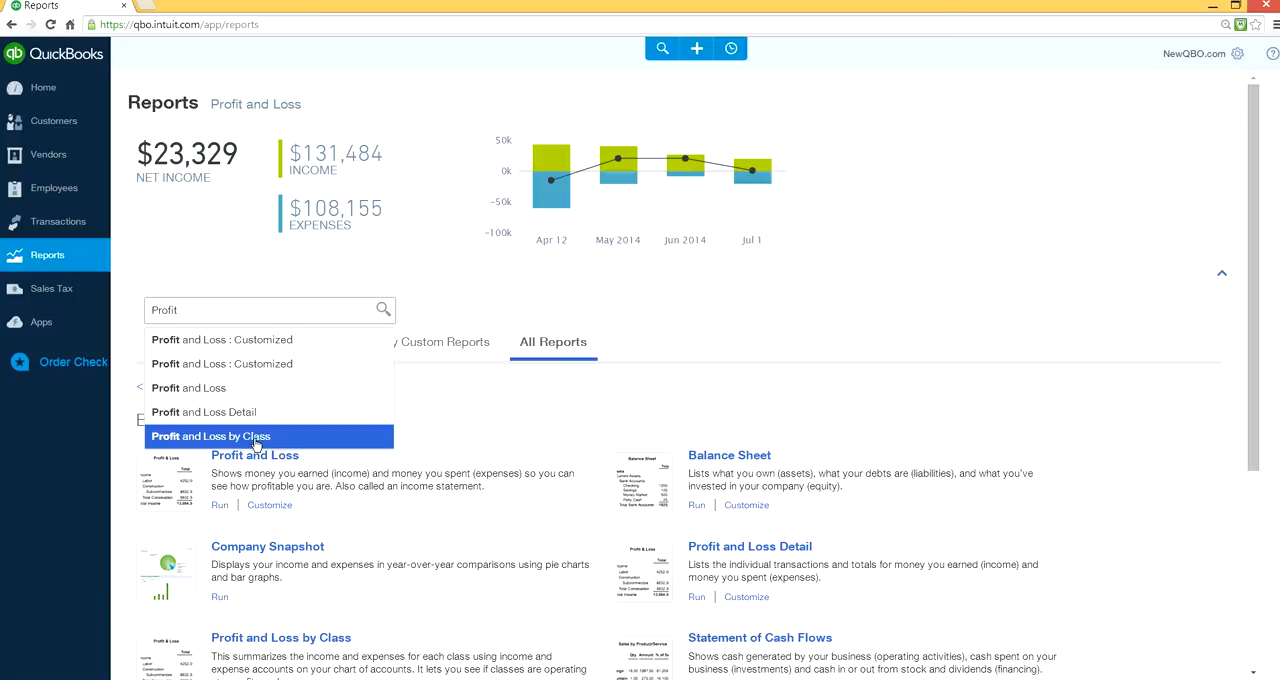 Reports
https://qbo.intuit.com/app/reports
QuickBooks
NewQBO.com
Home
Customers
Vendors
Employees
Transactions
Reports
Sales Tax
Apps
Order Check
Reports Profit and Loss
$23,329
NET INCOME
$131,484
INCOME
$108,155
EXPENSES
50k
0k
-50k
-100k
Apr 12 May 2014 Jun 2014 Jul 1
Profit
Profit and Loss : Customized
Profit and Loss : Customized
Profit and Loss
Profit and Loss Detail
Profit and Loss by Class
y Custom Reports All Reports
<
E
Profit and Loss
Shows money you earned (income) and money you spent (expenses) so you can
see how profitable you are. Also called an income statement.
Run | Customize
Balance Sheet
Lists what you own (assets), what your debts are (liabilities), and what you've
invested in your company (equity).
Run | Customize
Company Snapshot
Displays your income and expenses in year-over-year comparisons using pie charts
and bar graphs.
Run
Profit and Loss Detail
Lists the individual transactions and totals for money you earned (income) and
money you spent (expenses).
Run | Customize
Profit and Loss by Class
This summarizes the income and expenses for each class using income and
expense accounts on your chart of accounts. It lets you see if classes are operating
Statement of Cash Flows
Shows cash generated by your business (operating activities), cash spent on your
business (investments) and cash in or out from stock and dividends (financing).